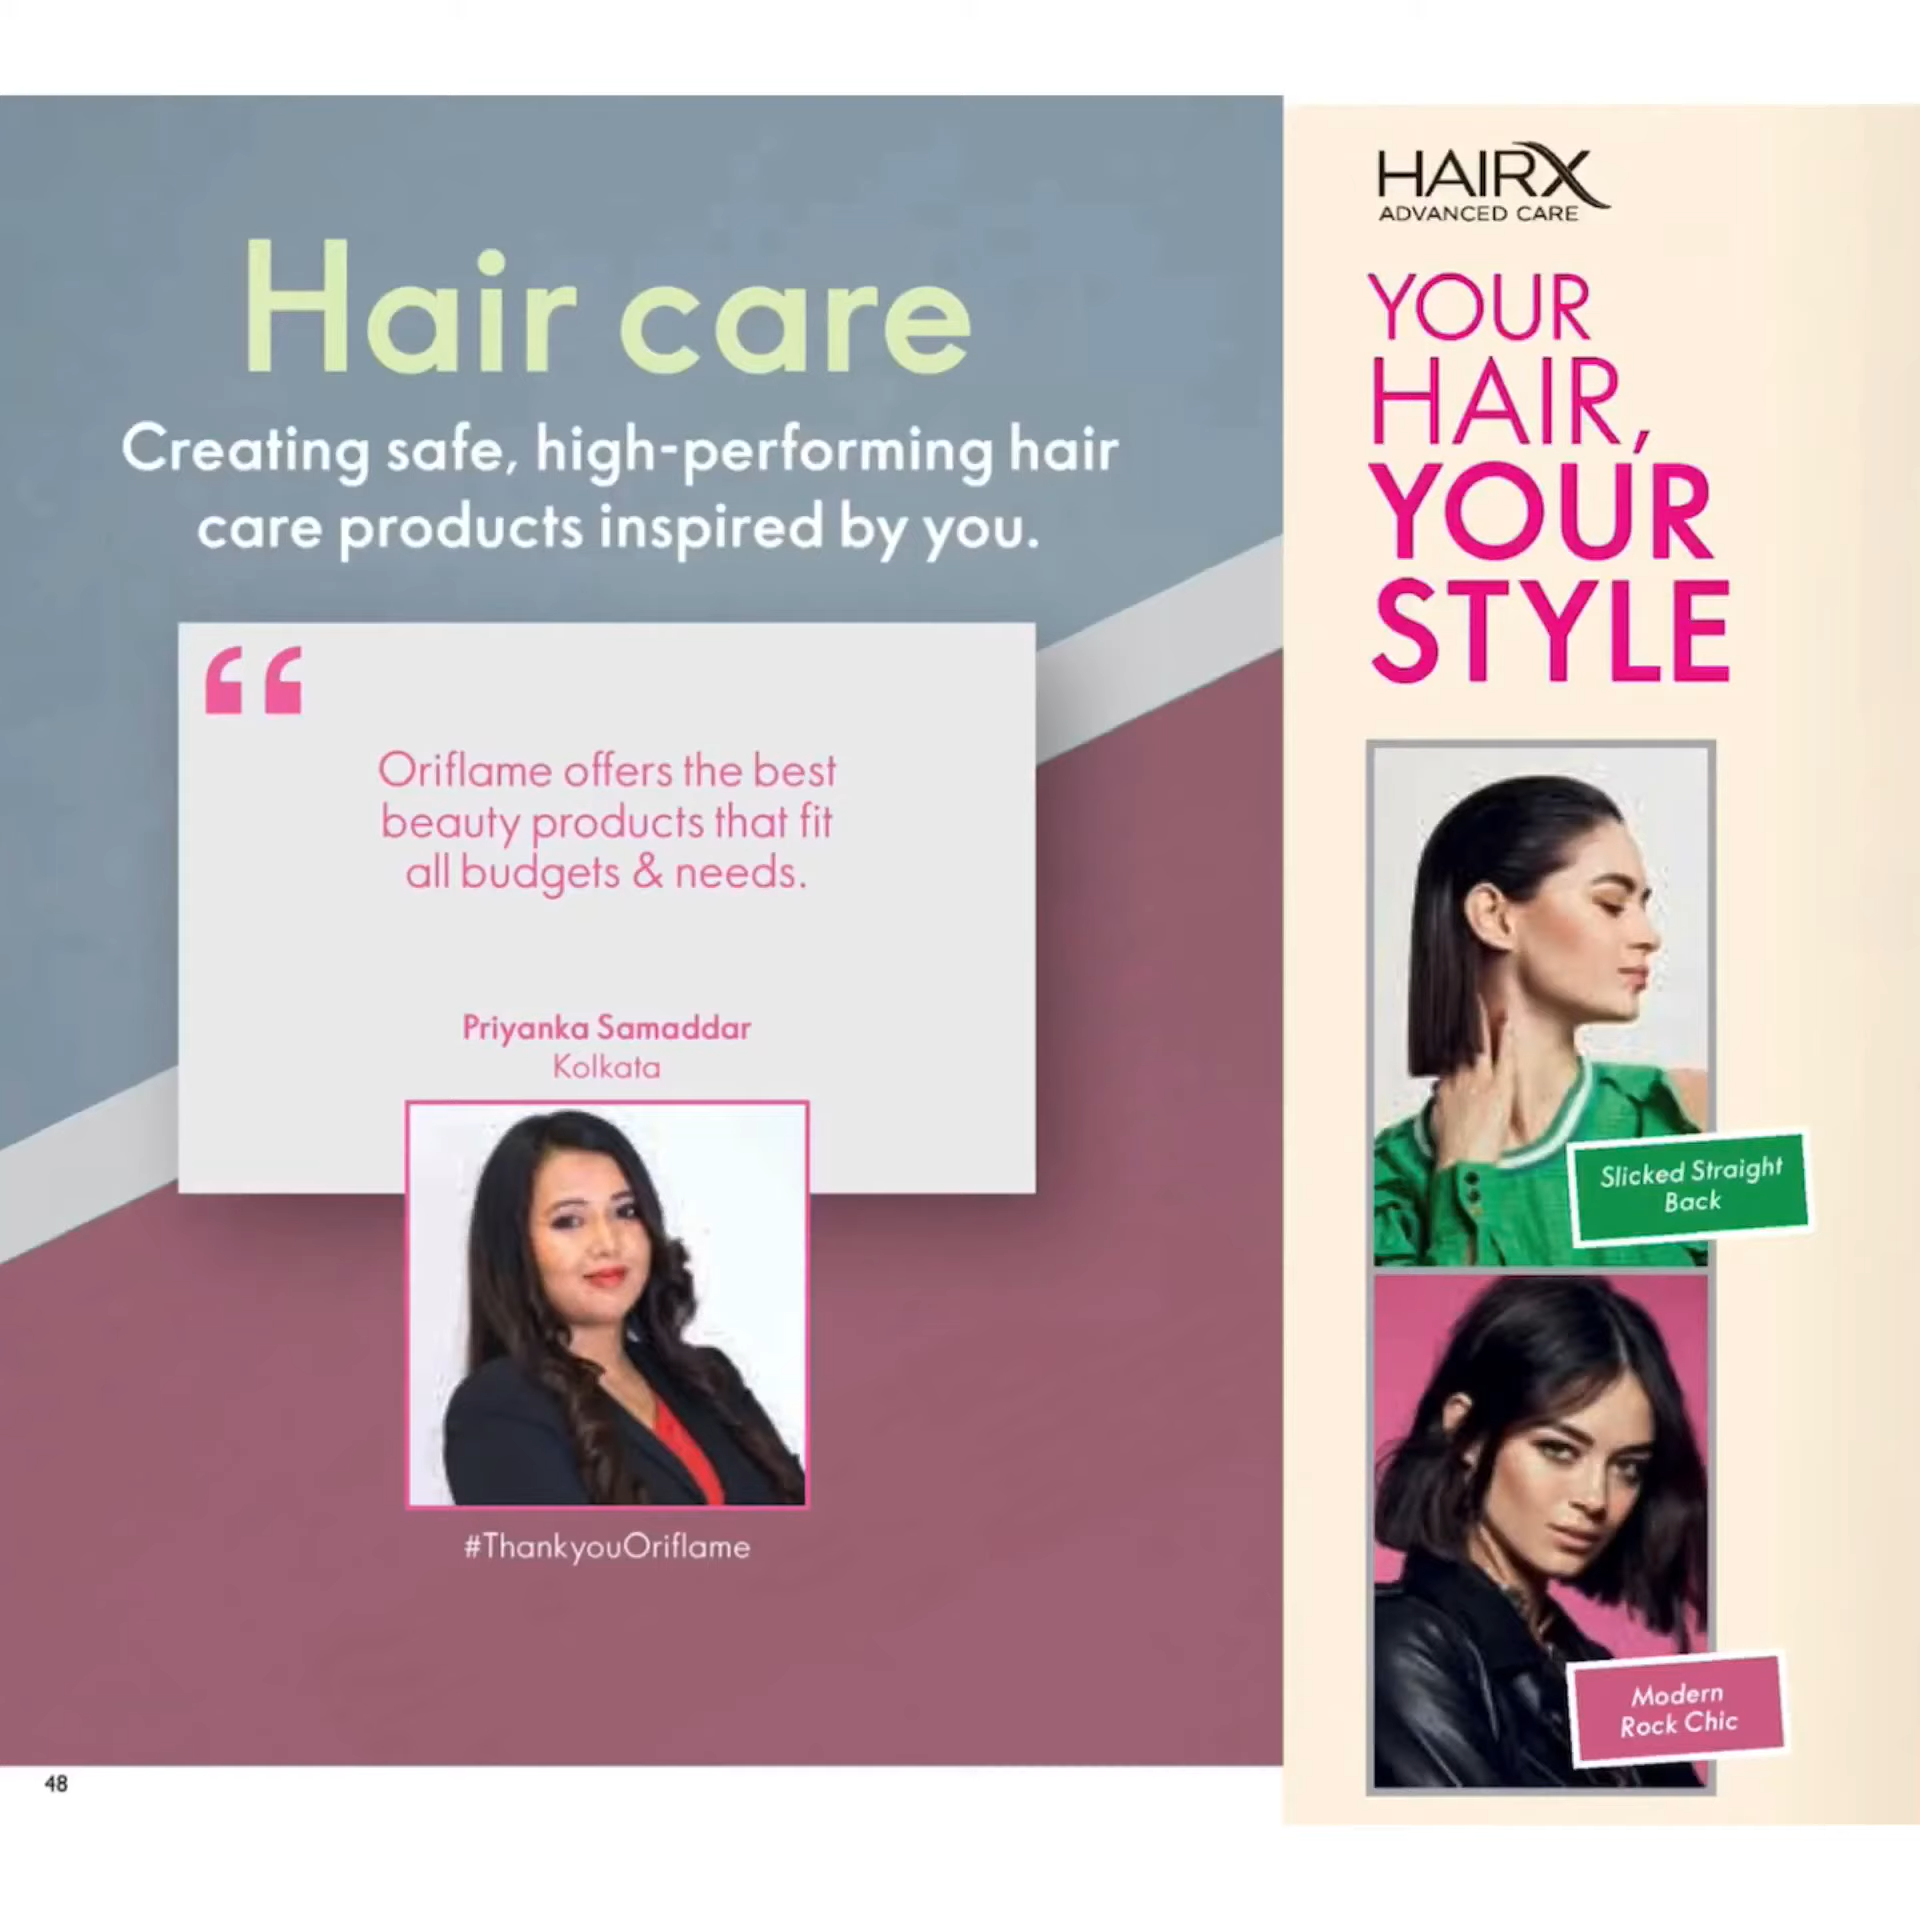 Hair care
Creating safe, high-performing hair
care products inspired by you.
Oriflame offers the best
beauty products that fit
all budgets & needs.
Priyanka Samaddar
Kolkata
#ThankyouOriflame
48
HAIRX
ADVANCED CARE
YOUR
HAIR,
YOUR
STYLE
Slicked Straight
Back
Modern
Rock Chic